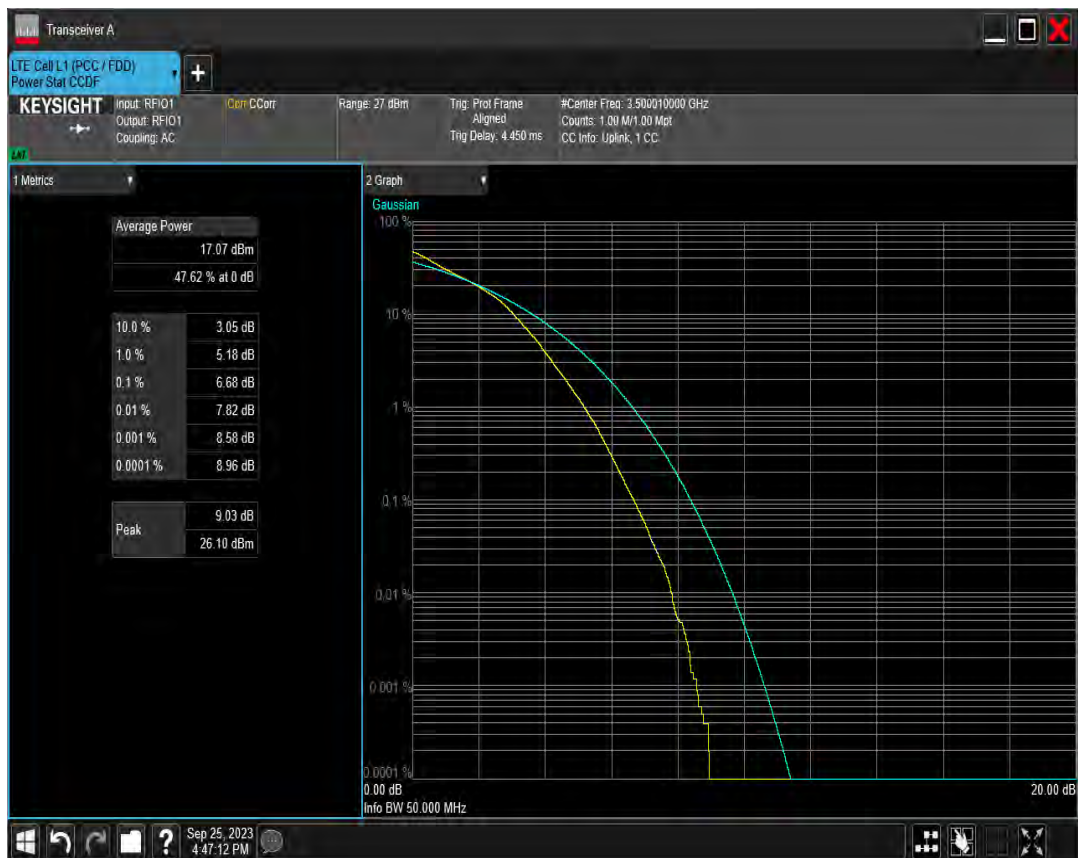 Transceiver A
LTE Cell L1 (PCC / FDD)
Power Stat CCDF
+
KEYSIGHT
Input: RFIO1
Output: RFIO1
Coupling: AC
Corr CCorr
Range: 27 dBm
Trig: Prot Frame
Aligned
Trig Delay: 4.450 ms
#Center Freq: 3.500010000 GHz
Counts: 1.00 M/1.00 Mpt
CC Info: Uplink, 1 CC
1 Metrics
Average Power
17.07 dBm
47.62 % at 0 dB
10.0 % 3.05 dB
1.0 % 5.18 dB
0.1 % 6.68 dB
0.01 % 7.82 dB
0.001 % 8.58 dB
0.0001 % 8.96 dB
Peak 9.03 dB
26.10 dBm
2 Graph
Gaussian
100 %
10 %
1 %
0.1 %
0.01 %
0.001 %
0.0001 %
0.00 dB 20.00 dB
Info BW 50.000 MHz
?
Sep 25, 2023
4:47:12 PM